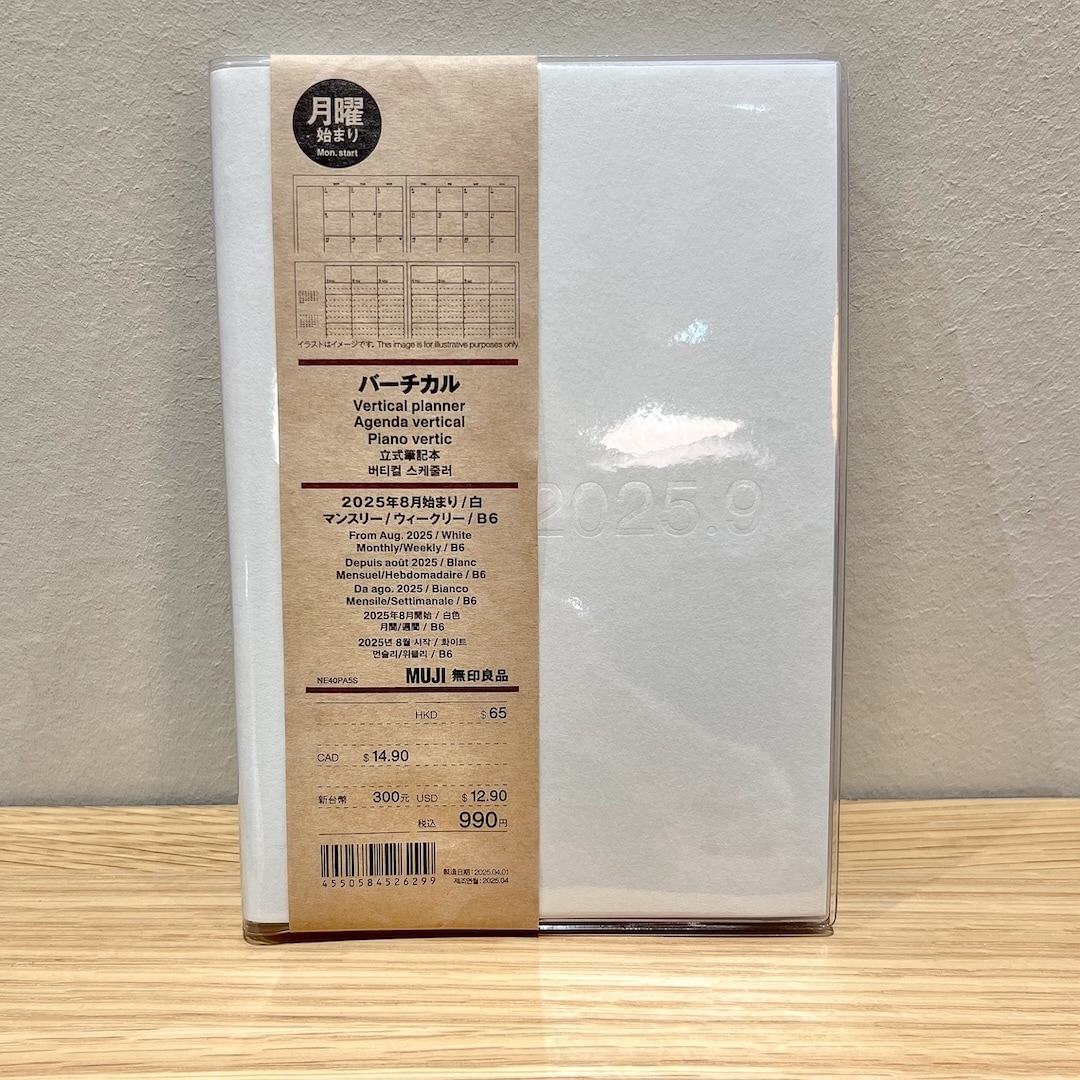 月曜
始まり
Mon. start
イラストはイメージです。This image is for illustrative purposes only
バーチカル
Vertical planner
Agenda vertical
Piano vertic
立式筆記本
버티컬 스케줄러
2025年8月始まり/白
マンスリー/ウィークリー/B6
From Aug. 2025 / White
Monthly/Weekly / B6
Depuis août 2025 / Blanc
Mensuel/Hebdomadaire / B6
Da ago. 2025 / Bianco
Mensile/Settimanale / B6
2025年8月開始 / 白色
月間/週間 / B6
2025년 8월 시작 / 화이트
먼슬리/위클리 / B6
NE40PA5S MUJI 無印良品
HKD $65
CAD $14.90
新台幣 300元 USD $12.90
税込 990円
4550584526299
製造日期:2025.04.01
제조연월:2025.04
2025.9